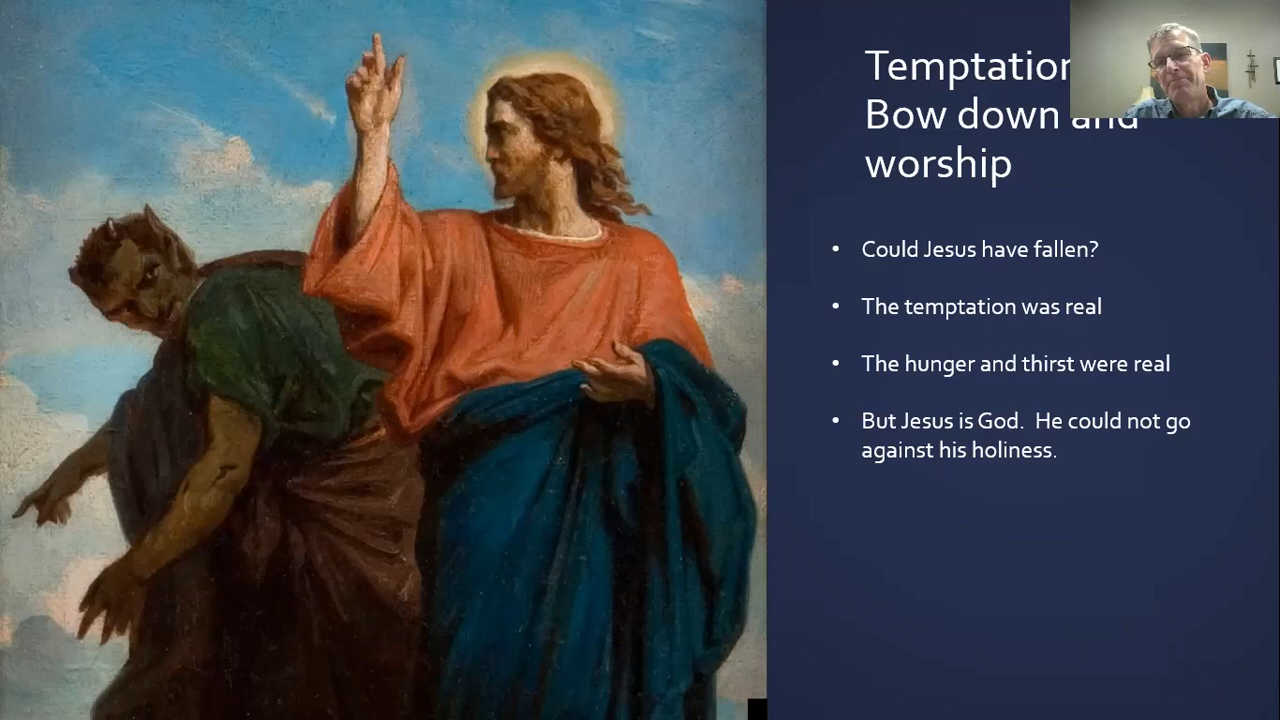 Temptation
Bow down and
worship
• Could Jesus have fallen?
• The temptation was real
• The hunger and thirst were real
• But Jesus is God.  He could not go
against his holiness.